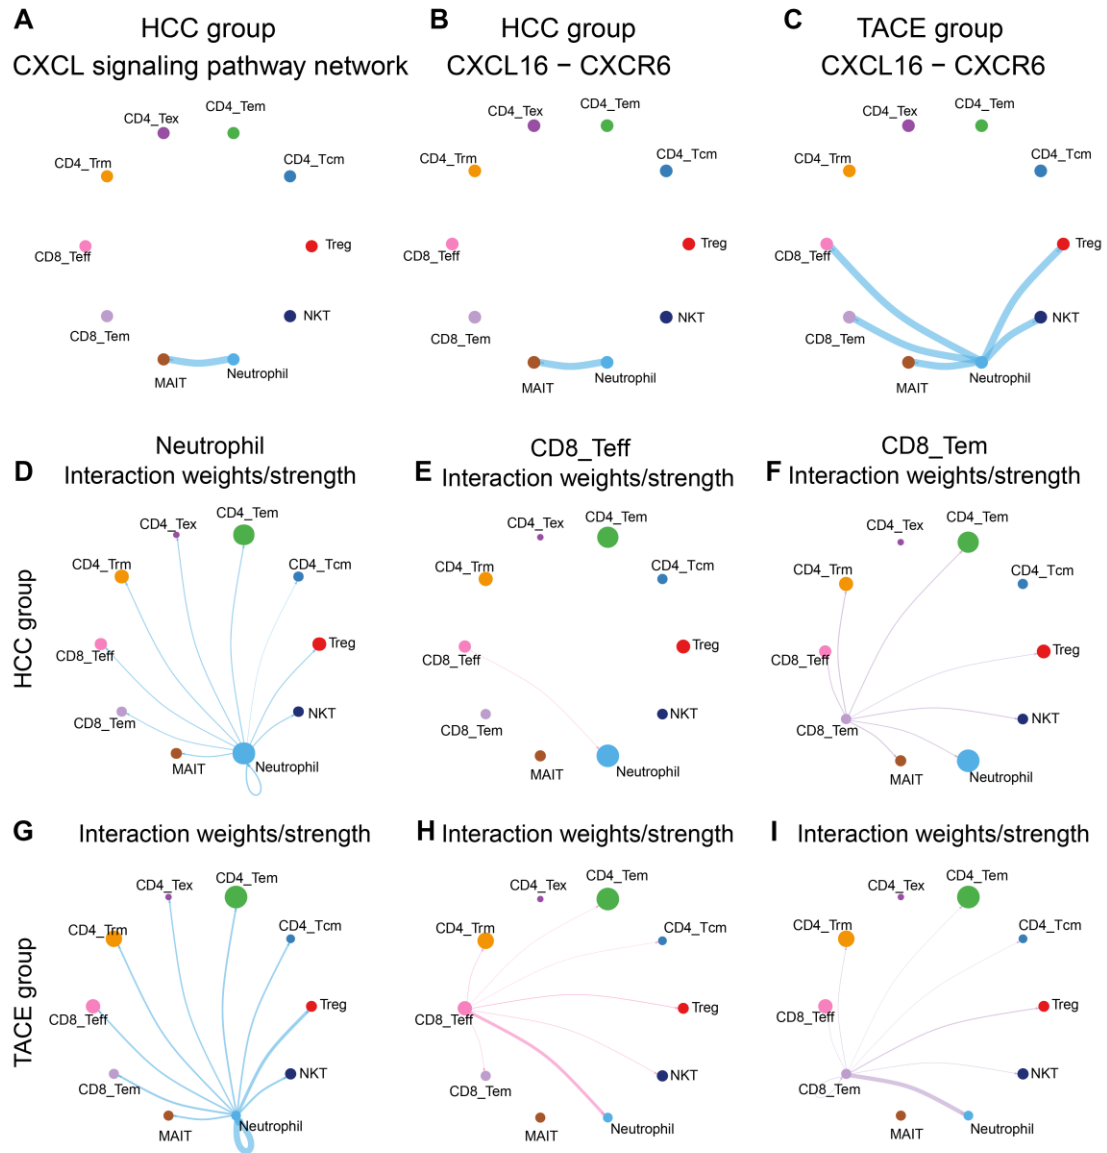 A
HCC group
CXCL signaling pathway network
CD4_Tex
CD4_Tem
CD4_Trm
CD4_Tcm
CD8_Teff
Treg
CD8_Tem
NKT
MAIT
Neutrophil
B
HCC group
CXCL16 − CXCR6
CD4_Tex
CD4_Tem
CD4_Trm
CD4_Tcm
CD8_Teff
Treg
CD8_Tem
NKT
MAIT
Neutrophil
C
TACE group
CXCL16 − CXCR6
CD4_Tex
CD4_Tem
CD4_Trm
CD4_Tcm
CD8_Teff
Treg
CD8_Tem
NKT
MAIT
Neutrophil
HCC group
D
Neutrophil
Interaction weights/strength
CD4_Tex
CD4_Tem
CD4_Trm
CD4_Tcm
CD8_Teff
Treg
CD8_Tem
NKT
MAIT
Neutrophil
E
CD8_Teff
Interaction weights/strength
CD4_Tex
CD4_Tem
CD4_Trm
CD4_Tcm
CD8_Teff
Treg
CD8_Tem
NKT
MAIT
Neutrophil
F
CD8_Tem
Interaction weights/strength
CD4_Tex
CD4_Tem
CD4_Trm
CD4_Tcm
CD8_Teff
Treg
CD8_Tem
NKT
MAIT
Neutrophil
TACE group
G
Interaction weights/strength
CD4_Tex
CD4_Tem
CD4_Trm
CD4_Tcm
CD8_Teff
Treg
CD8_Tem
NKT
MAIT
Neutrophil
H
Interaction weights/strength
CD4_Tex
CD4_Tem
CD4_Trm
CD4_Tcm
CD8_Teff
Treg
CD8_Tem
NKT
MAIT
Neutrophil
I
Interaction weights/strength
CD4_Tex
CD4_Tem
CD4_Trm
CD4_Tcm
CD8_Teff
Treg
CD8_Tem
NKT
MAIT
Neutrophil